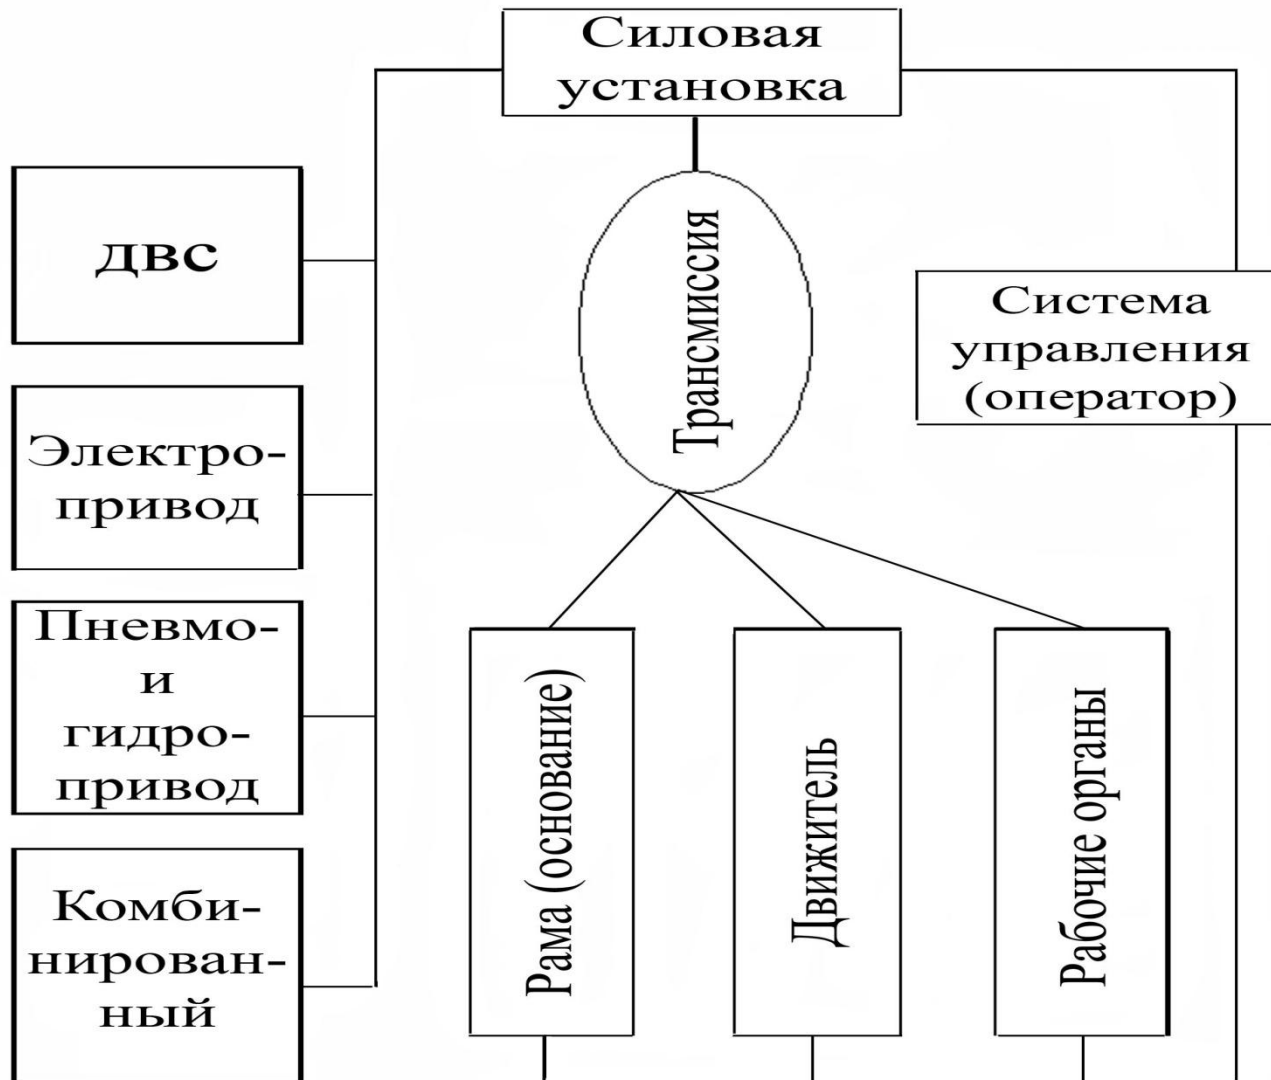 Силовая
установка
ДВС
Электро-
привод
Пневмо-
и
гидро-
привод
Комби-
нирован-
ный
Трансмиссия
Система
управления
(оператор)
Рама (основание)
Движитель
Рабочие органы